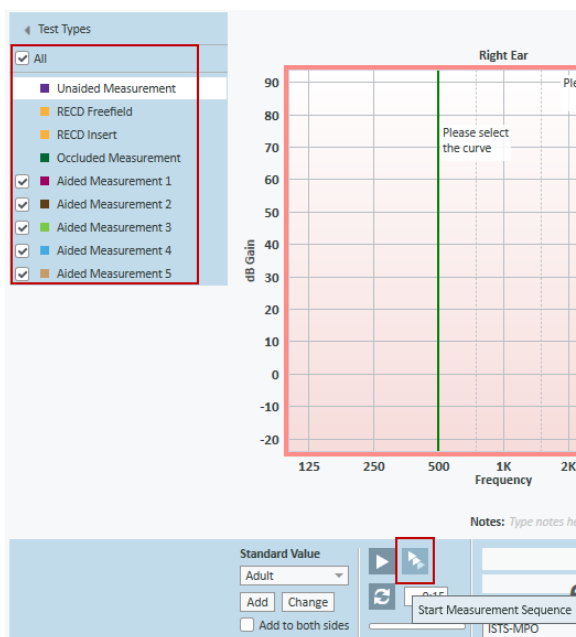 Test Types
All
Unaided Measurement
RECD Freefield
RECD Insert
Occluded Measurement
Aided Measurement 1
Aided Measurement 2
Aided Measurement 3
Aided Measurement 4
Aided Measurement 5
Right Ear
Please select
the curve
dB Gain
90
80
70
60
50
40
30
20
10
0
-10
-20
125 250 500 1K 2K
Frequency
Notes: Type notes
Standard Value
Adult
Add Change
Add to both sides
Start Measurement Sequence
ISTS-MPO